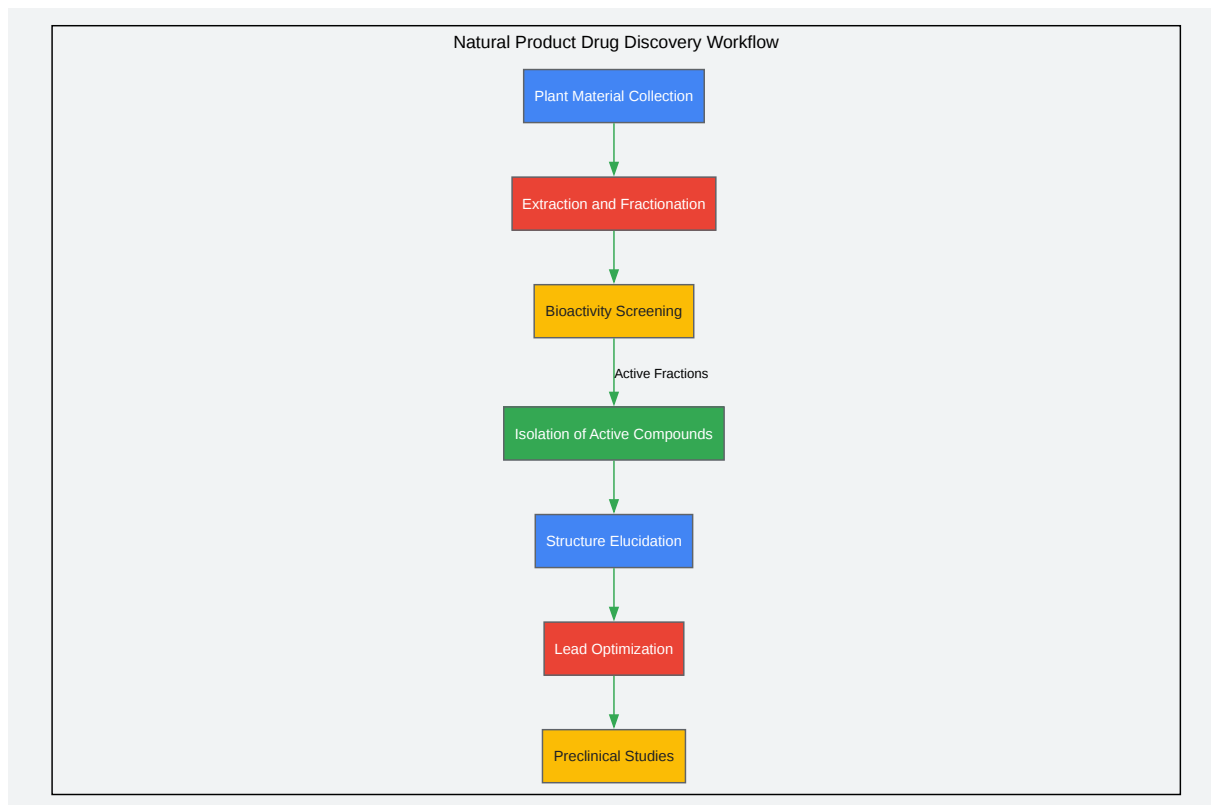 Natural Product Drug Discovery Workflow
Plant Material Collection
Extraction and Fractionation
Bioactivity Screening
Active Fractions
Isolation of Active Compounds
Structure Elucidation
Lead Optimization
Preclinical Studies